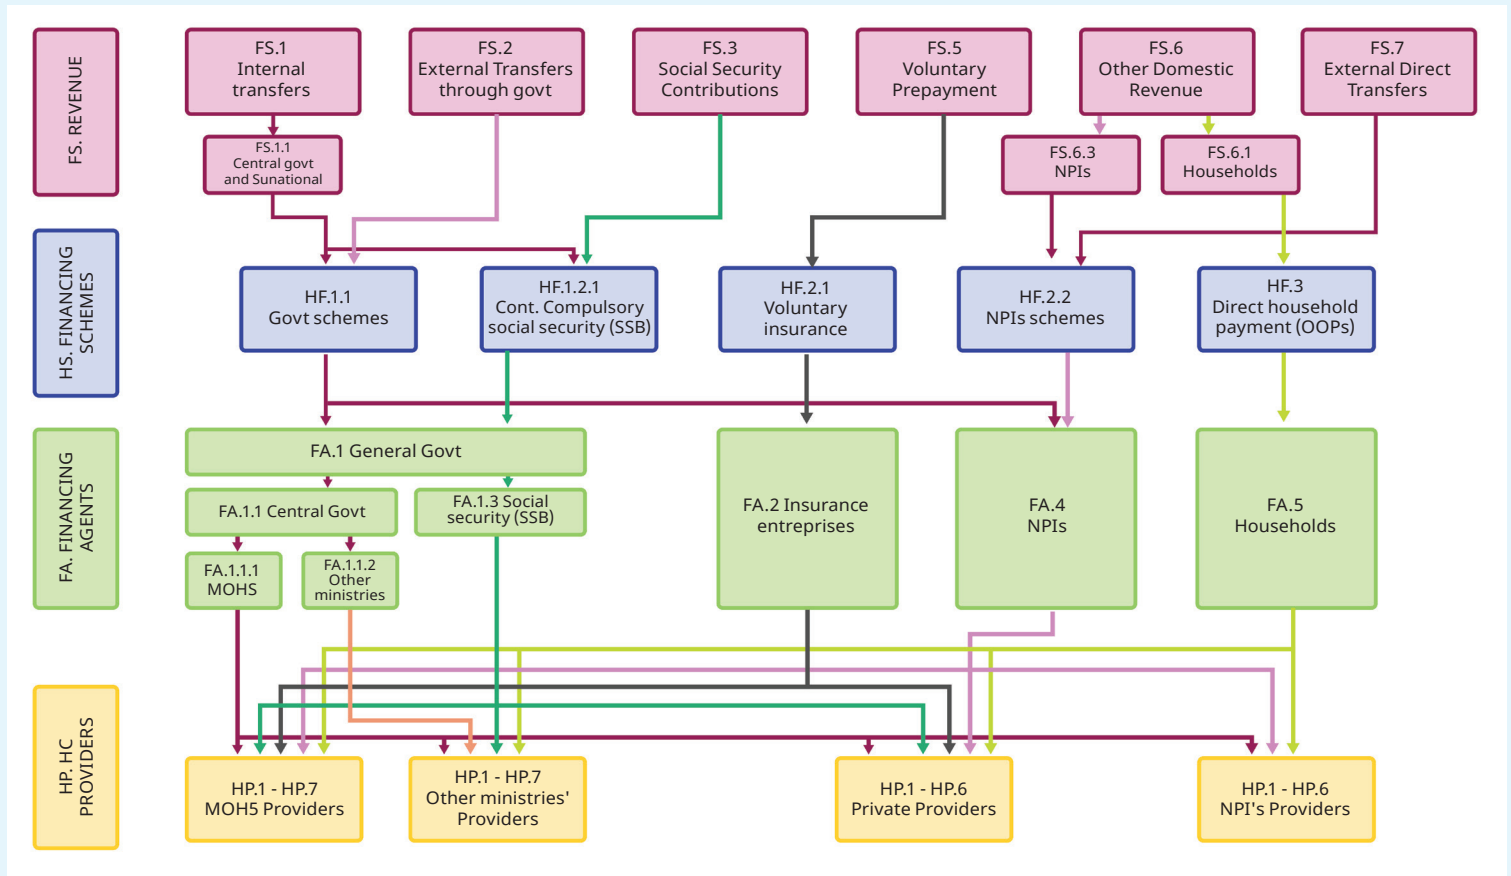 FS. REVENUE
FS.1
Internal
transfers
FS.2
External Transfers
through govt
FS.3
Social Security
Contributions
FS.5
Voluntary
Prepayment
FS.6
Other Domestic
Revenue
FS.7
External Direct
Transfers
FS.1.1
Central govt
and Sunational
FS.6.3
NPIs
FS.6.1
Households
HS. FINANCING
SCHEMES
HF.1.1
Govt schemes
HF.1.2.1
Cont. Compulsory
social security (SSB)
HF.2.1
Voluntary
insurance
HF.2.2
NPIs schemes
HF.3
Direct household
payment (OOPs)
FA. FINANCING
AGENTS
FA.1 General Govt
FA.1.1 Central Govt
FA.1.3 Social
security (SSB)
FA.1.1.1
MOHS
FA.1.1.2
Other
ministries
FA.2 Insurance
entreprises
FA.4
NPIs
FA.5
Households
HP. HC
PROVIDERS
HP.1 - HP.7
MOH5 Providers
HP.1 - HP.7
Other ministries'
Providers
HP.1 - HP.6
Private Providers
HP.1 - HP.6
NPI's Providers